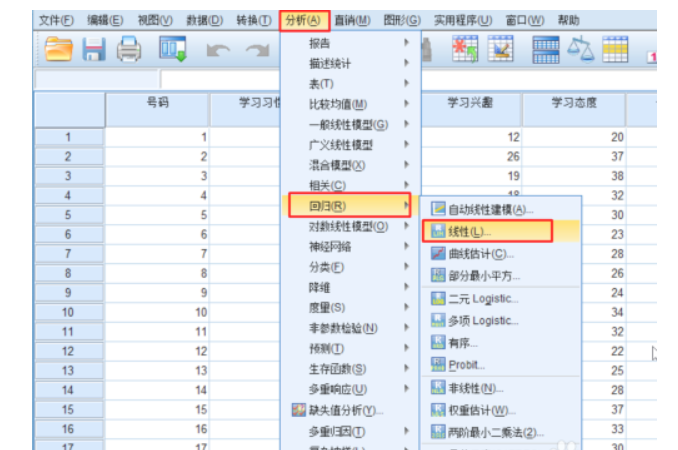 文件(F) 编辑(E) 视图(V) 数据(D) 转换(T) 分析(A) 直销(M) 图形(G) 实用程序(U) 窗口(W) 帮助
报告
描述统计
表(T)
号码 学习习 比较均值(M) 学习兴趣 学习态度
一般线性模型(G)
1 1 广义线性模型 12 20
2 2 混合模型(X) 26 37
3 3 19 38
相关(C)
4 4 18 32
回归(R) 自动线性建模(A)...
5 5 30
对数线性模型(O) 线性(L)...
6 6 23
神经网络 曲线估计(C)...
7 7 28
分类(F) 部分最小平方...
8 8 26
降维 二元 Logistic...
9 9 24
度量(S)
10 10 34
多项 Logistic...
非参数检验(N)
11 11 32
有序...
预测(T)
12 12 22
Probit...
生存函数(S)
13 13 25
多重响应(U) 非线性(N)...
14 14 28
缺失值分析(Y)... 权重估计(W)...
15 15 37
多重归因(T) 两阶最小二乘法(2)...
16 16 33
17 17 30